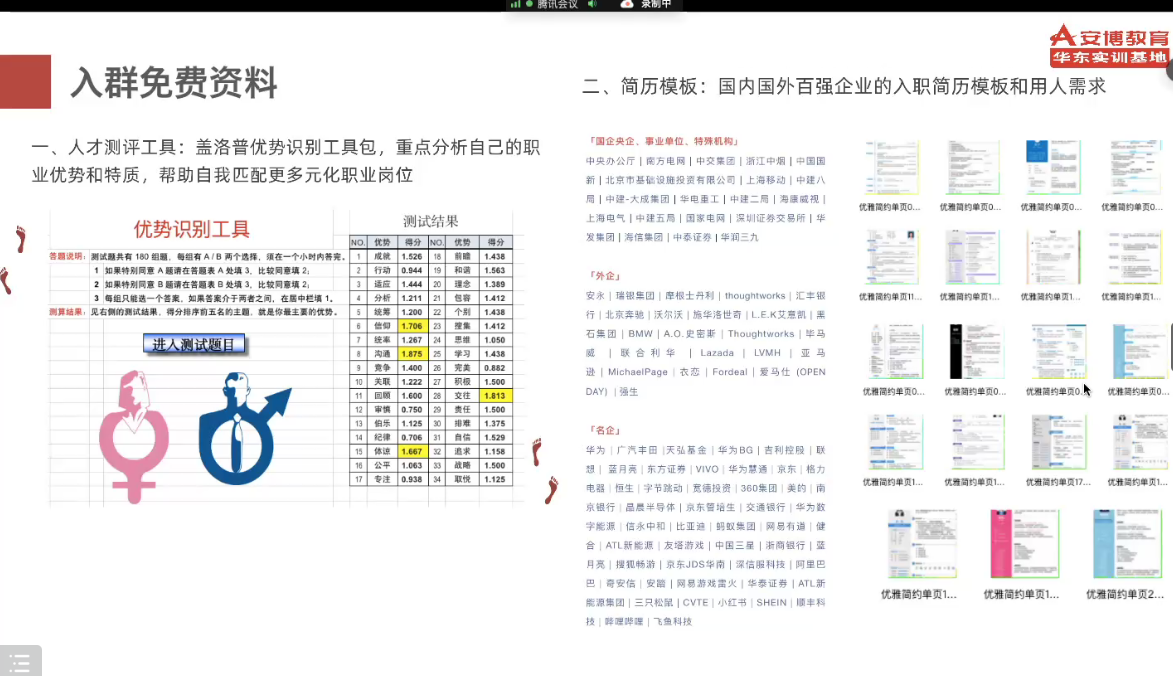 腾讯会议 录制中
安博教育
华东实训基地
入群免费资料
一、人才测评工具：盖洛普优势识别工具包，重点分析自己的职
业优势和特质，帮助自我匹配更多元化职业岗位
优势识别工具
答题说明：测试题共有 180 组题，每组有 A / B 两个选择，须在一个小时内答完。
1 如果特别同意 A 题请在答题表 A 处填 3，比较同意填 2；
2 如果特别同意 B 题请在答题表 B 处填 3，比较同意填 2；
3 每组只能选一个答案，如果答案介于两者之间，在居中栏填 1。
测算结果：见右侧的测试结果，得分排序前五名的主题，就是你最主要的优势。
进入测试题目
测试结果
NO. 优势 得分 NO. 优势 得分
1 成就 1.526 18 前瞻 1.438
2 行动 0.944 19 和谐 1.563
3 适应 1.444 20 理念 1.389
4 分析 1.211 21 包容 1.412
5 统筹 1.200 22 个别 1.438
6 信仰 1.706 23 搜集 1.412
7 统率 1.267 24 思维 1.050
8 沟通 1.875 25 学习 1.438
9 竞争 1.400 26 完美 0.882
10 关联 1.222 27 积极 1.500
11 回顾 1.600 28 交往 1.813
12 审慎 0.750 29 责任 1.500
13 伯乐 1.125 30 排难 1.375
14 纪律 0.706 31 自信 1.529
15 体谅 1.667 32 追求 1.158
16 公平 1.063 33 战略 1.500
17 专注 0.938 34 取悦 1.125
二、简历模板：国内国外百强企业的入职简历模板和用人需求
「国企央企、事业单位、特殊机构」
中央办公厅 | 南方电网 | 中交集团 | 浙江中烟 | 中国国
新 | 北京市基础设施投资有限公司 | 上海移动 | 中建八
局 | 中建-大成集团 | 华电重工 | 中建二局 | 海康威视 |
上海电气 | 中建五局 | 国家电网 | 深圳证券交易所 | 华
发集团 | 海信集团 | 中泰证券 | 华润三九
「外企」
安永 | 瑞银集团 | 摩根士丹利 | thoughtworks | 汇丰银
行 | 北京奔驰 | 沃尔沃 | 施华洛世奇 | L.E.K艾意凯 | 黑
石集团 | BMW | A.O.史密斯 | Thoughtworks | 毕马
威 | 联合利华 | Lazada | LVMH | 亚马
逊 | MichaelPage | 衣恋 | Fordeal | 爱马仕 (OPEN
DAY) | 强生
「名企」
华为 | 广汽丰田 | 天弘基金 | 华为BG | 吉利控股 | 联
想 | 蓝月亮 | 东方证券 | VIVO | 华为慧通 | 京东 | 格力
电器 | 恒生 | 字节跳动 | 宽德投资 | 360集团 | 美的 | 南
京银行 | 晶晨半导体 | 京东管培生 | 交通银行 | 华为数
字能源 | 信永中和 | 比亚迪 | 蚂蚁集团 | 网易有道 | 健
合 | ATL新能源 | 友塔游戏 | 中国三星 | 浙商银行 | 蓝
月亮 | 搜狐畅游 | 京东JDS华南 | 深信服科技 | 阿里巴
巴 | 奇安信 | 安踏 | 网易游戏雷火 | 华泰证券 | ATL新
能源集团 | 三只松鼠 | CVTE | 小红书 | SHEIN | 顺丰科
技 | 哔哩哔哩 | 飞鱼科技
优雅简约单页0... 优雅简约单页0... 优雅简约单页0... 优雅简约单页0...
优雅简约单页1... 优雅简约单页1... 优雅简约单页1... 优雅简约单页1...
优雅简约单页0... 优雅简约单页0... 优雅简约单页0... 优雅简约单页0...
优雅简约单页1... 优雅简约单页1... 优雅简约单页17... 优雅简约单页1...
优雅简约单页1... 优雅简约单页1... 优雅简约单页2...